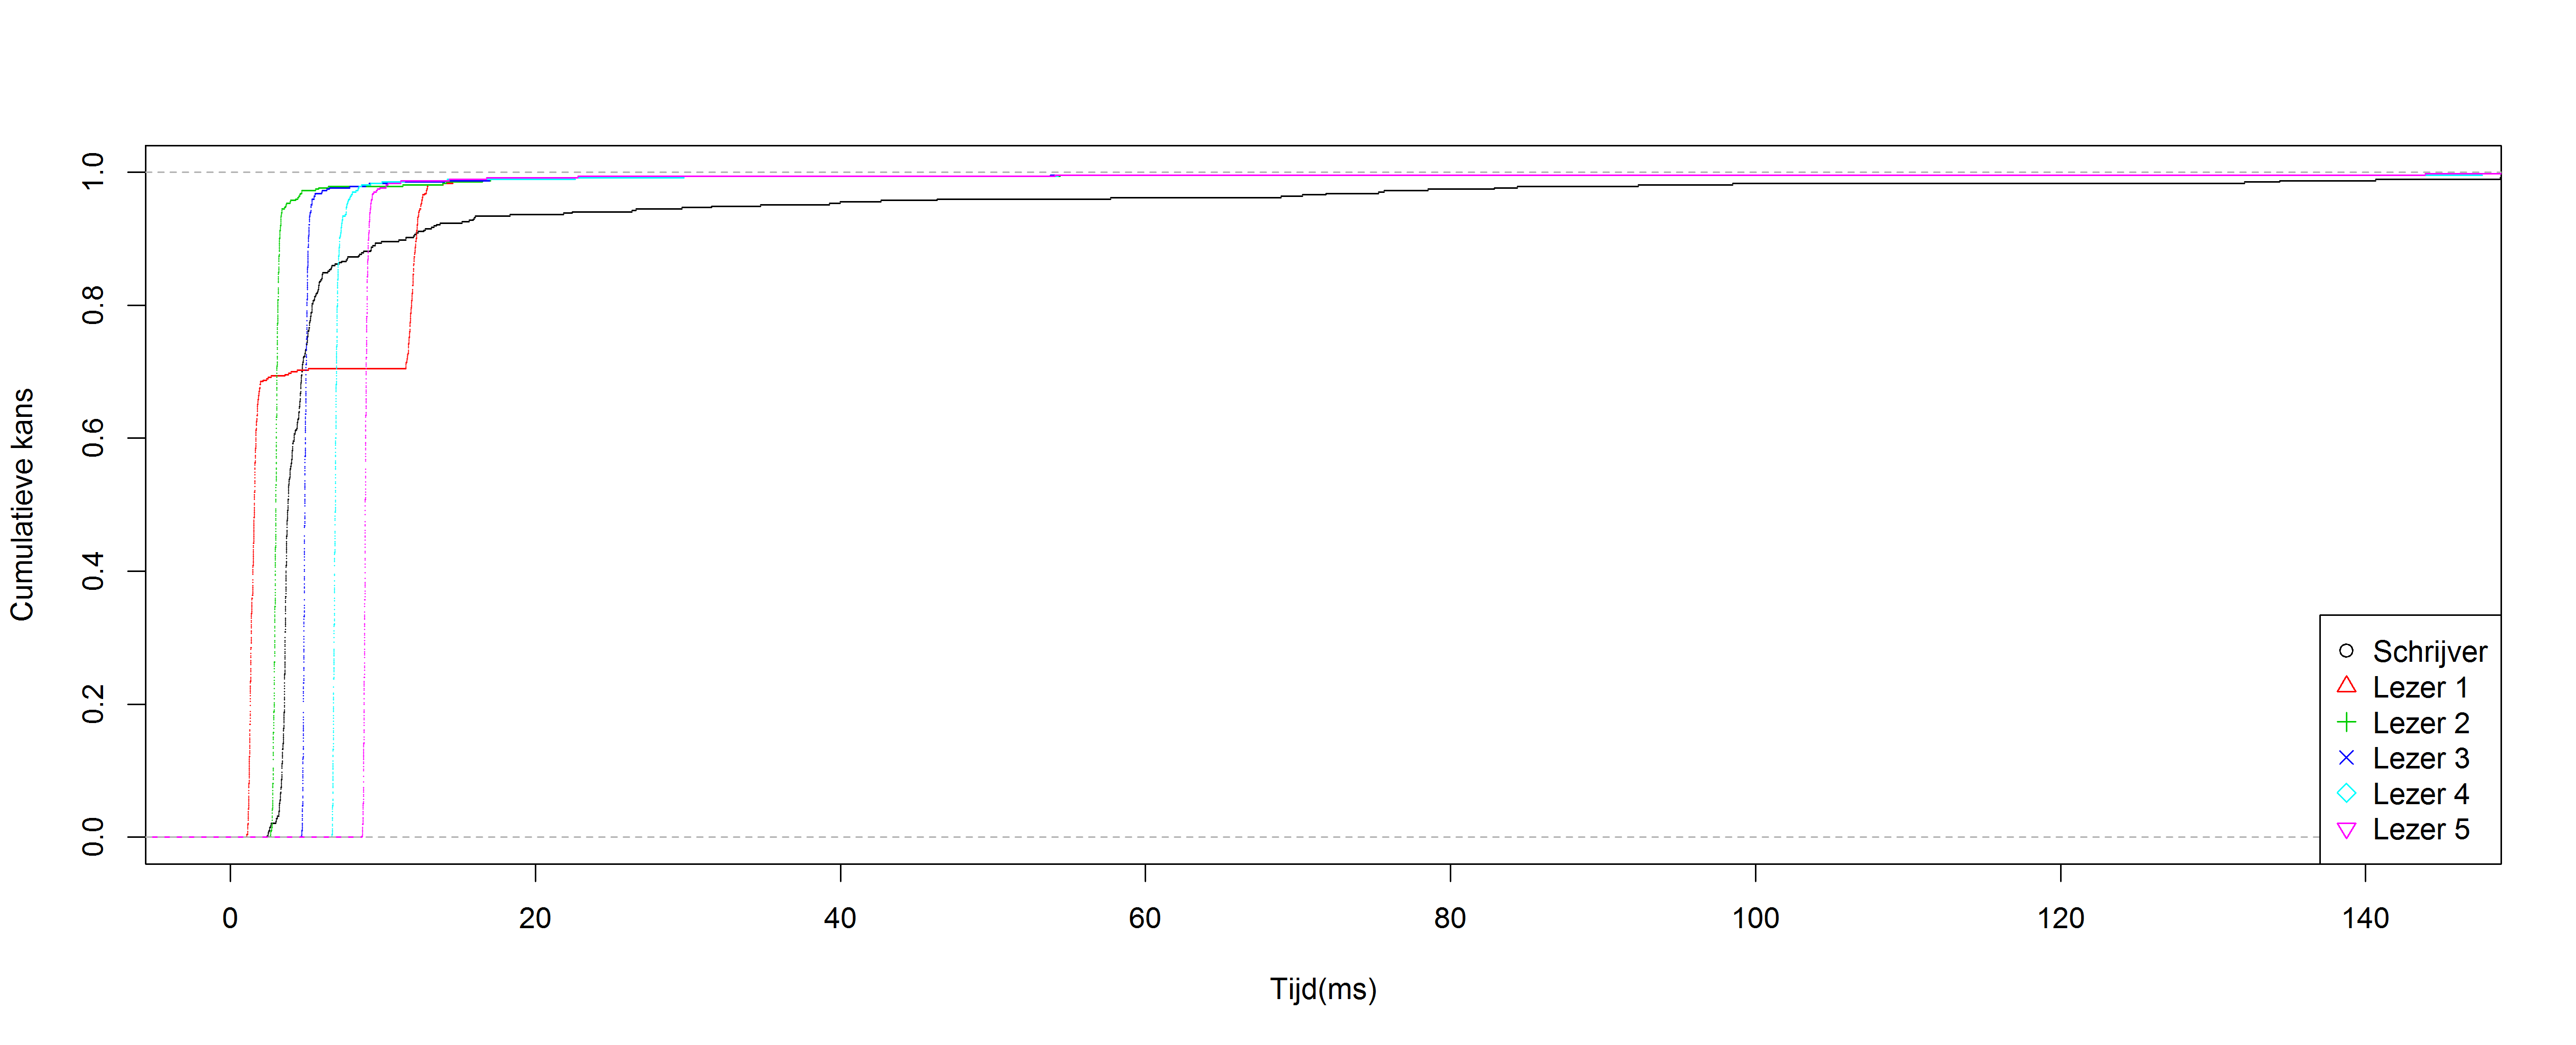 Cumulatieve kans
1.0
0.8
0.6
0.4
0.2
0.0
0 20 40 60 80 100 120 140
Tijd(ms)
Schrijver
Lezer 1
Lezer 2
Lezer 3
Lezer 4
Lezer 5